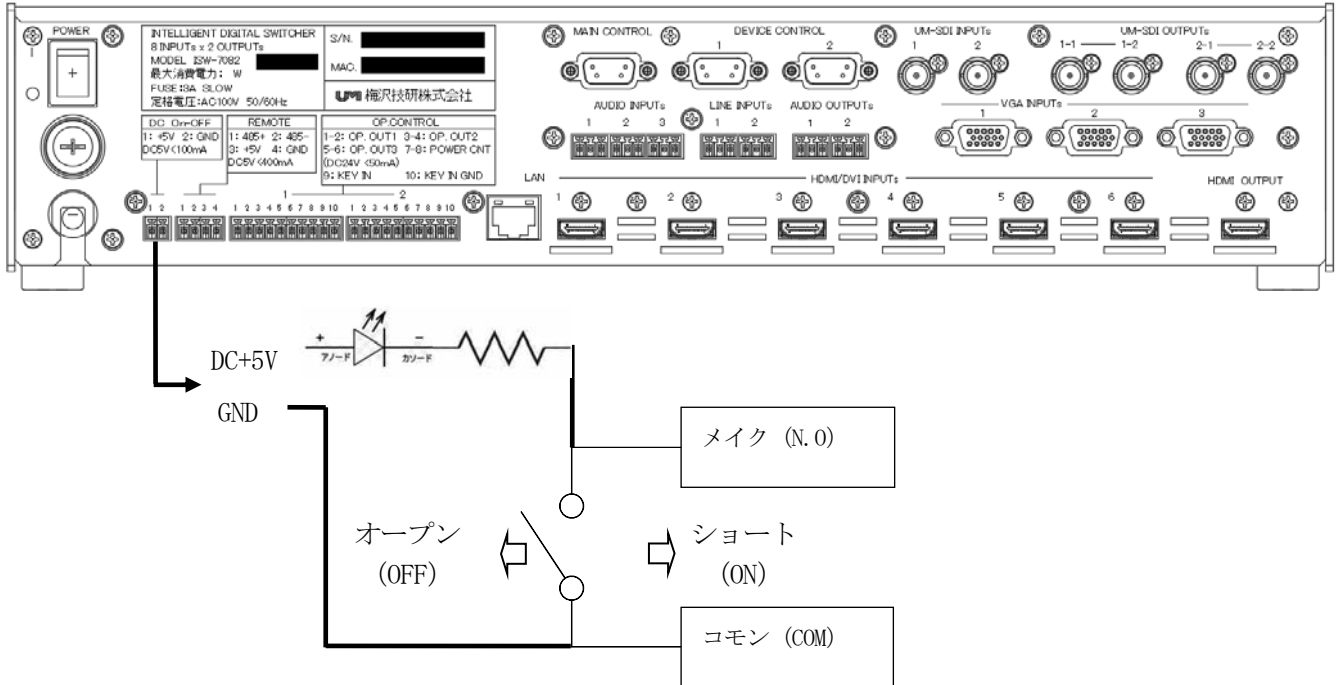 POWER
I
INTELLIGENT DIGITAL SWITCHER
8 INPUTs x 2 OUTPUTs
MODEL ISW-7082
最大消費電力: W
FUSE:3A SLOW
定格電圧:AC100V 50/60Hz
S/N.
MAC.
UMI 梅沢技研株式会社
DC On-OFF
1: +5V 2: GND
DC5V<100mA
REMOTE
1: 485+ 2: 485-
3: +5V 4: GND
DC5V<400mA
OP.CONTROL
1-2: OP. OUT1 3-4: OP. OUT2
5-6: OP. OUT3 7-8: POWER CNT
(DC24V <50mA)
9: KEY IN 10: KEY IN GND
1 2
1 2 1 2 3 4 1 2 3 4 5 6 7 8 9 10 1 2 3 4 5 6 7 8 9 10
MAIN CONTROL
DEVICE CONTROL
1 2
UM-SDI INPUTs
1 2
UM-SDI OUTPUTs
1-1 1-2 2-1 2-2
AUDIO INPUTs
1 2 3
LINE INPUTs
1 2
AUDIO OUTPUTs
1 2
VGA INPUTs
1 2 3
LAN
HDMI/DVI INPUTs
1 2 3 4 5 6
HDMI OUTPUT
+ -
アノード カソード
DC+5V
GND
メイク (N.O)
オープン
(OFF)
ショート
(ON)
コモン (COM)